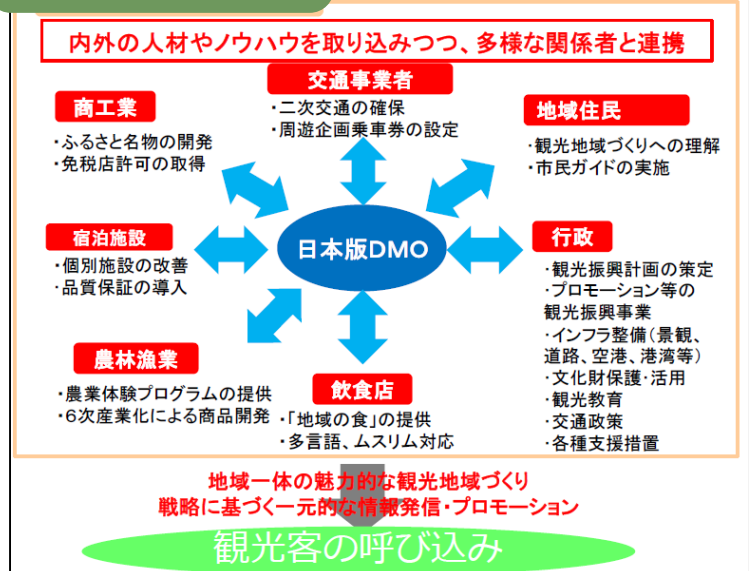 内外の人材やノウハウを取り込みつつ、多様な関係者と連携
交通事業者
・二次交通の確保
・周遊企画乗車券の設定
商工業
・ふるさと名物の開発
・免税店許可の取得
地域住民
・観光地域づくりへの理解
・市民ガイドの実施
宿泊施設
・個別施設の改善
・品質保証の導入
日本版DMO
行政
・観光振興計画の策定
・プロモーション等の
観光振興事業
・インフラ整備(景観、
道路、空港、港湾等)
・文化財保護・活用
・観光教育
・交通政策
・各種支援措置
農林漁業
・農業体験プログラムの提供
・6次産業化による商品開発
飲食店
・「地域の食」の提供
・多言語、ムスリム対応
地域一体の魅力的な観光地域づくり
戦略に基づく一元的な情報発信・プロモーション
観光客の呼び込み